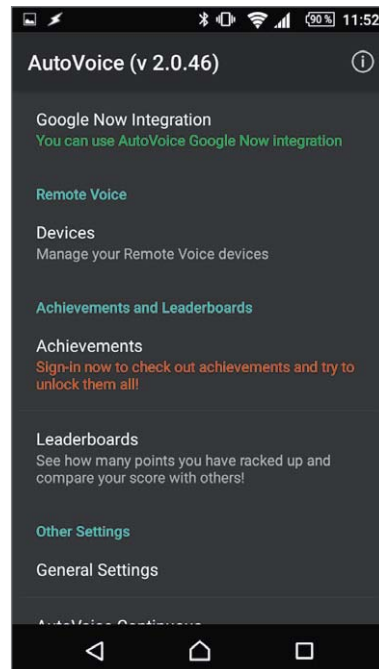 90% 11:52
AutoVoice (v 2.0.46)
Google Now Integration
You can use AutoVoice Google Now integration
Remote Voice
Devices
Manage your Remote Voice devices
Achievements and Leaderboards
Achievements
Sign-in now to check out achievements and try to
unlock them all!
Leaderboards
See how many points you have racked up and
compare your score with others!
Other Settings
General Settings
AutoVoice Continuous